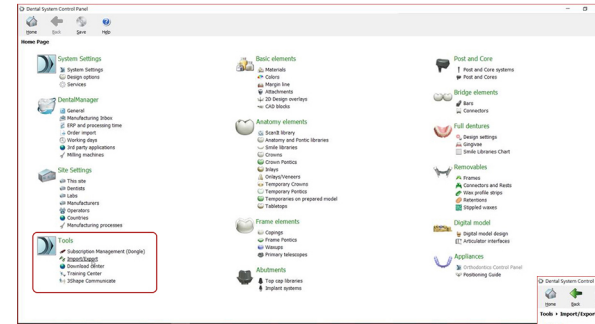 Dental System Control Panel
Home Back Save Help
Home Page
System Settings
System Settings
Design options
Services
DentalManager
General
Manufacturing Inbox
ERP and processing time
Order import
Working days
3rd party applications
Milling machines
Site Settings
This site
Dentists
Labs
Manufacturers
Operators
Countries
Manufacturing processes
Tools
Subscription Management (Dongle)
Import/Export
Download Center
Training Center
3Shape Communicate
Basic elements
Materials
Colors
Margin line
Attachments
2D Design overlays
CAD blocks
Anatomy elements
ScanIt library
Anatomy and Pontic libraries
Smile libraries
Crowns
Crown Pontics
Inlays
Onlays/Veneers
Temporary Crowns
Temporary Pontics
Temporaries on prepared model
Tabletops
Frame elements
Copings
Frame Pontics
Waxups
Primary telescopes
Abutments
Top cap libraries
Implant systems
Post and Core
Post and Core systems
Post and Cores
Bridge elements
Bars
Connectors
Full dentures
Design settings
Gingivae
Smile Libraries Chart
Removables
Frames
Connectors and Rests
Wax profile strips
Retentions
Stippled waxes
Digital model
Digital model design
Articulator interfaces
Appliances
Orthodontics Control Panel
Positioning Guide
Dental System Control
Home Back
Tools › Import/Export